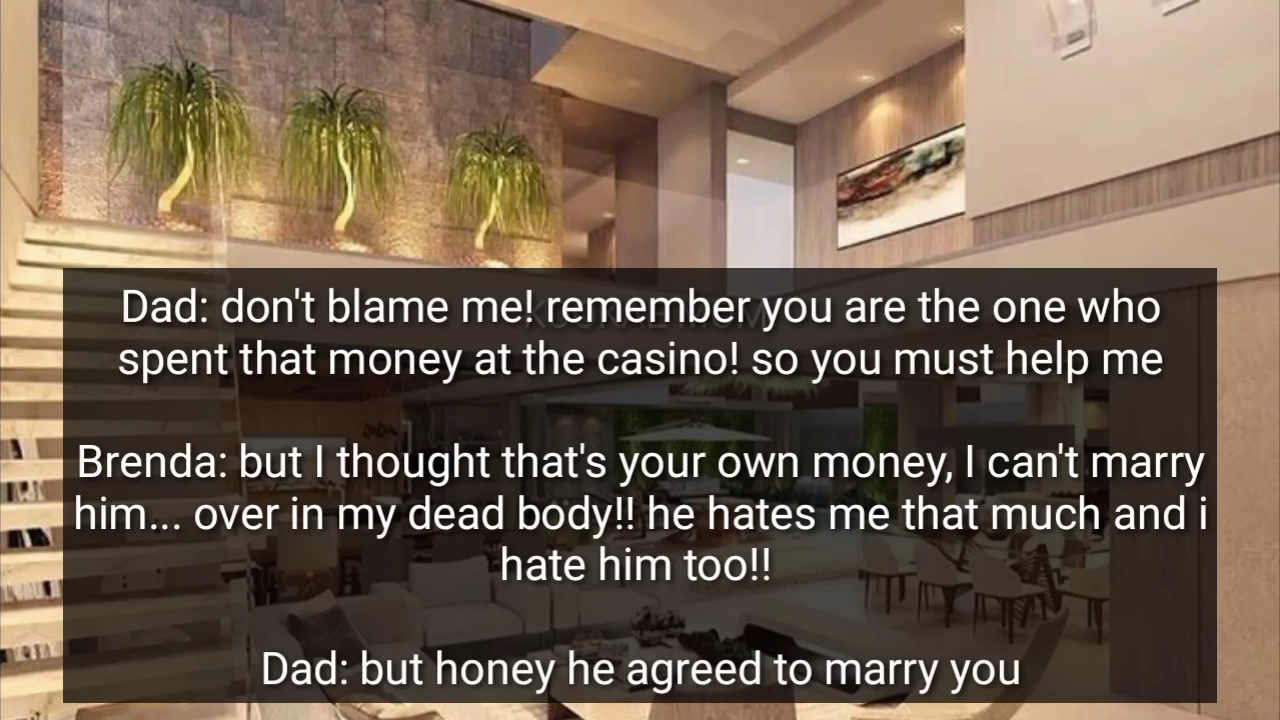 Dad: don't blame me! remember you are the one who
spent that money at the casino! so you must help me
Brenda: but I thought that's your own money, I can't marry
him... over in my dead body!! he hates me that much and i
hate him too!!
Dad: but honey he agreed to marry you